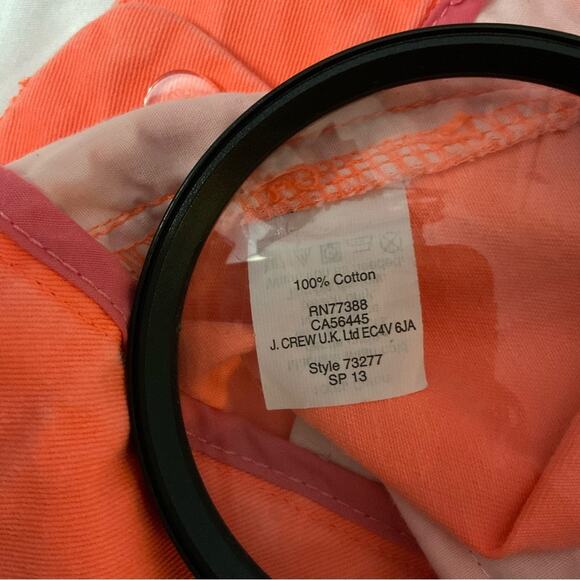 100% Cotton
RN77388
CA56445
J. CREW U.K. Ltd EC4V 6JA
Style 73277
SP 13